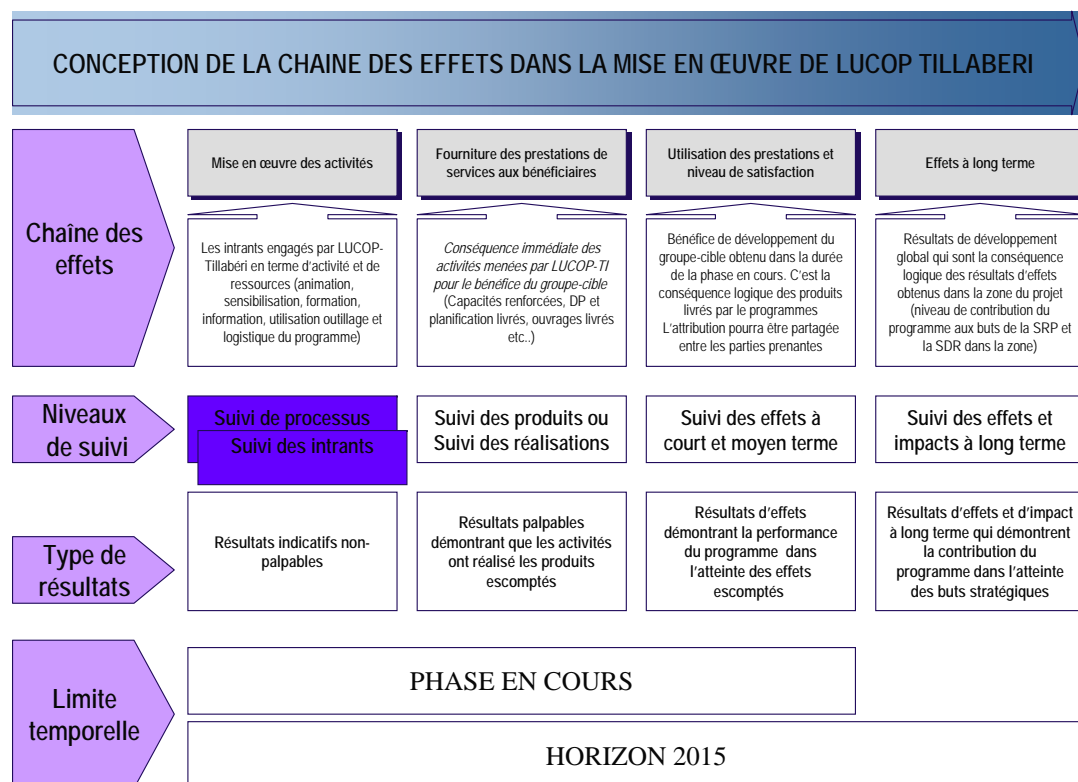 CONCEPTION DE LA CHAINE DES EFFETS DANS LA MISE EN ŒUVRE DE LUCOP TILLABERI
Chaîne des
effets
Mise en œuvre des activités
Fourniture des prestations de
services aux bénéficiaires
Utilisation des prestations et
niveau de satisfaction
Effets à long terme
Les intrants engagés par LUCOP-
Tillabéri en terme d'activité et de
ressources (animation,
sensibilisation, formation,
information, utilisation outillage et
logistique du programme)
Conséquence immédiate des
activités menées par LUCOP-TI
pour le bénéfice du groupe-cible
(Capacités renforcées, DP et
planification livrés, ouvrages livrés
etc..)
Bénéfice de développement du
groupe-cible obtenu dans la durée
de la phase en cours. C'est la
conséquence logique des produits
livrés par le programmes
L'attribution pourra être partagée
entre les parties prenantes
Résultats de développement
global qui sont la conséquence
logique des résultats d'effets
obtenus dans la zone du projet
(niveau de contribution du
programme aux buts de la SRP et
la SDR dans la zone)
Niveaux
de suivi
Suivi de processus
Suivi des intrants
Suivi des produits ou
Suivi des réalisations
Suivi des effets à
court et moyen terme
Suivi des effets et
impacts à long terme
Type de
résultats
Résultats indicatifs non-
palpables
Résultats palpables
démontrant que les activités
ont réalisé les produits
escomptés
Résultats d'effets
démontrant la performance
du programme dans
l'atteinte des effets
escomptés
Résultats d'effets et d'impact
à long terme qui démontrent
la contribution du
programme dans l'atteinte
des buts stratégiques
Limite
temporelle
PHASE EN COURS
HORIZON 2015